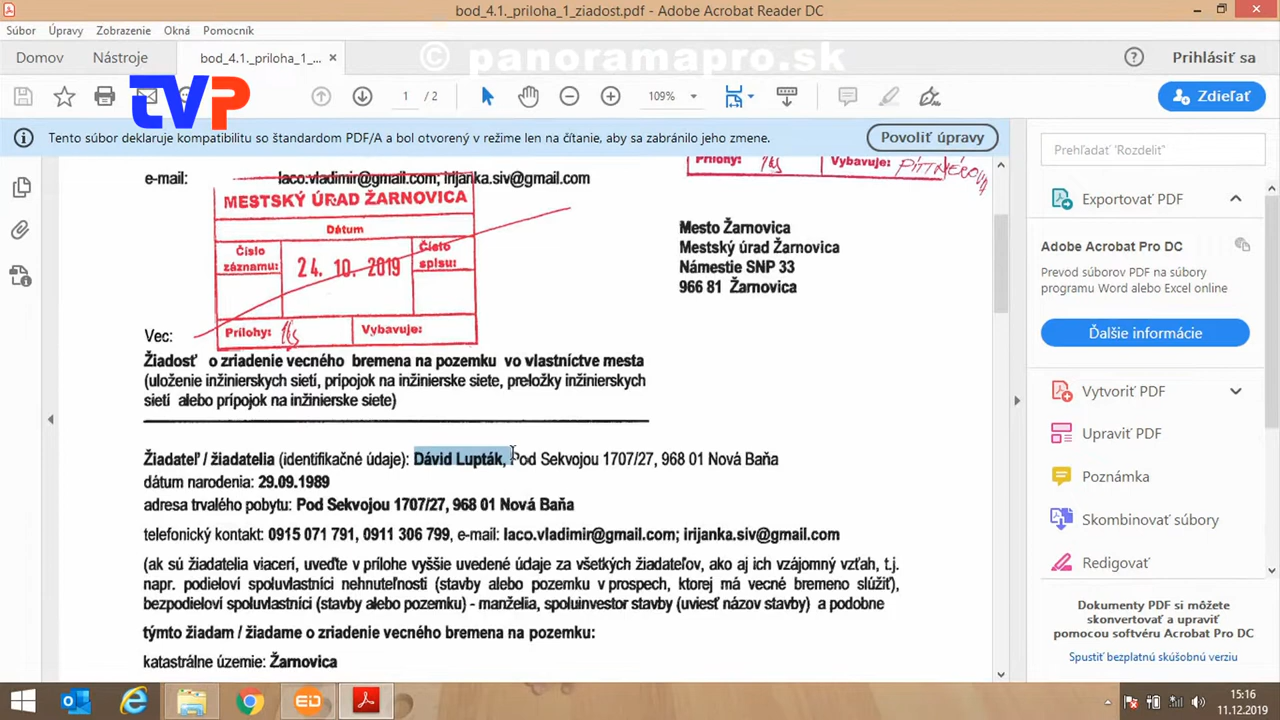 bod_4.1._priloha_1_ziadost.pdf - Adobe Acrobat Reader DC
Súbor Úpravy Zobrazenie Okno Pomocník
© panoramapro.sk
Domov Nástroje bod_4.1._priloha_1_... × Prihlásiť sa
TVP
1 / 2 109% Zdieľať
Tento súbor deklaruje kompatibilitu so štandardom PDF/A a bol otvorený v režime len na čítanie, aby sa zabránilo jeho zmene. Povoliť úpravy
Prílohy: Vybavuje:
e-mail: laco.vladimir@gmail.com; irijanka.siv@gmail.com
MESTSKÝ ÚRAD ŽARNOVICA
Dátum
Číslo záznamu: 24. 10. 2019 Číslo spisu:
Prílohy: Vybavuje:
Mesto Žarnovica
Mestský úrad Žarnovica
Námestie SNP 33
966 81 Žarnovica
Vec:
Žiadosť o zriadenie vecného bremena na pozemku vo vlastníctve mesta
(uloženie inžinierskych sietí, prípojok na inžinierske siete, preložky inžinierskych
sietí alebo prípojok na inžinierske siete)
Žiadateľ / žiadatelia (identifikačné údaje): Dávid Lupták, Pod Sekvojou 1707/27, 968 01 Nová Baňa
dátum narodenia: 29.09.1989
adresa trvalého pobytu: Pod Sekvojou 1707/27, 968 01 Nová Baňa
telefonický kontakt: 0915 071 791, 0911 306 799, e-mail: laco.vladimir@gmail.com; irijanka.siv@gmail.com
(ak sú žiadatelia viaceri, uveďte v prílohe vyššie uvedené údaje za všetkých žiadateľov, ako aj ich vzájomný vzťah, t.j.
napr. podieloví spoluvlastníci nehnuteľnosti (stavby alebo pozemku v prospech, ktorej má vecné bremeno slúžiť),
bezpodieloví spoluvlastníci (stavby alebo pozemku) - manželia, spoluinvestor stavby (uviesť názov stavby) a podobne
týmto žiadam / žiadame o zriadenie vecného bremena na pozemku:
katastrálne územie: Žarnovica
Prehľadať 'Rozdeliť'
Exportovať PDF
Adobe Acrobat Pro DC
Prevod súborov PDF na súbory
programu Word alebo Excel online
Ďalšie informácie
Vytvoriť PDF
Upraviť PDF
Poznámka
Skombinovať súbory
Redigovať
Dokumenty PDF si môžete
skonvertovať a upraviť
pomocou softvéru Acrobat Pro DC
Spustiť bezplatnú skúšobnú verziu
15:16
11.12.2019